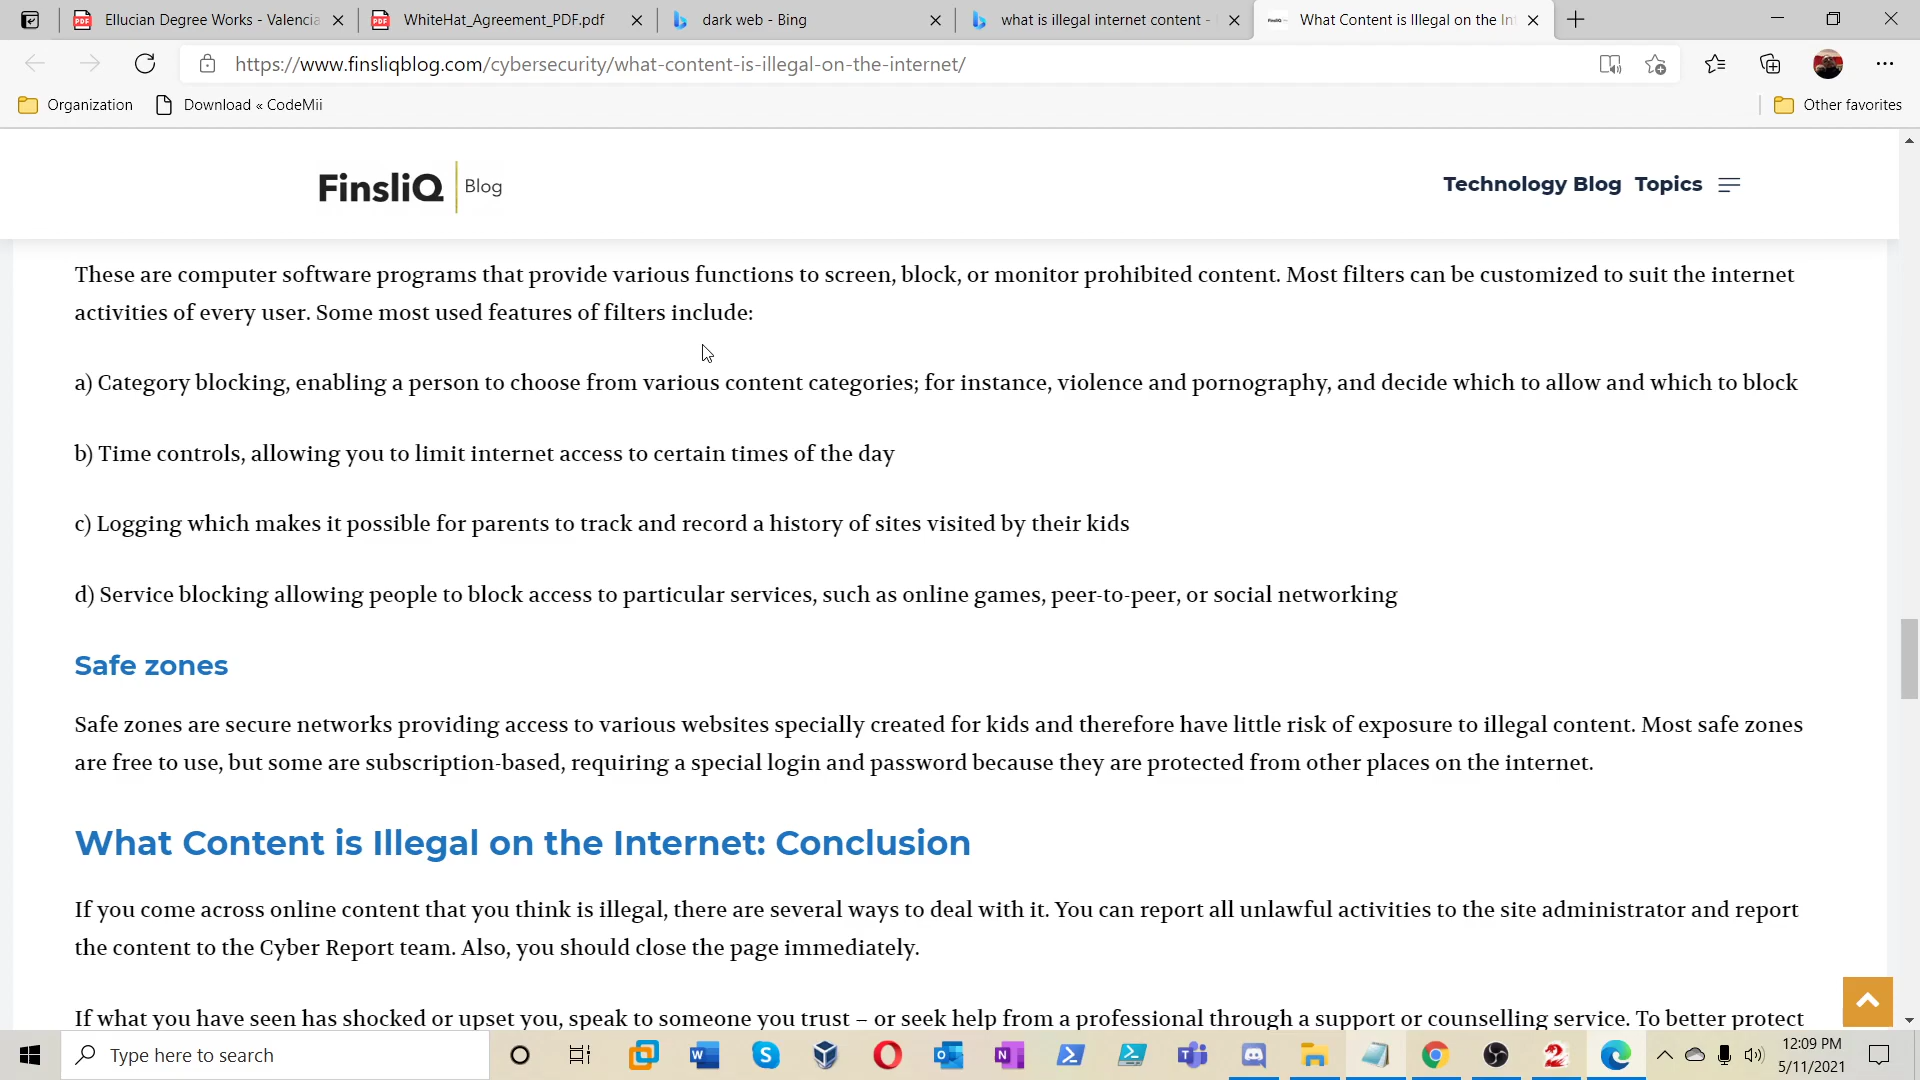 Ellucian Degree Works - Valencia
WhiteHat_Agreement_PDF.pdf
dark web - Bing
what is illegal internet content -
What Content is Illegal on the In
https://www.finsliqblog.com/cybersecurity/what-content-is-illegal-on-the-internet/
Organization
Download « CodeMii
Other favorites
FinsliQ Blog
Technology Blog Topics
These are computer software programs that provide various functions to screen, block, or monitor prohibited content. Most filters can be customized to suit the internet
activities of every user. Some most used features of filters include:
a) Category blocking, enabling a person to choose from various content categories; for instance, violence and pornography, and decide which to allow and which to block
b) Time controls, allowing you to limit internet access to certain times of the day
c) Logging which makes it possible for parents to track and record a history of sites visited by their kids
d) Service blocking allowing people to block access to particular services, such as online games, peer-to-peer, or social networking
Safe zones
Safe zones are secure networks providing access to various websites specially created for kids and therefore have little risk of exposure to illegal content. Most safe zones
are free to use, but some are subscription-based, requiring a special login and password because they are protected from other places on the internet.
What Content is Illegal on the Internet: Conclusion
If you come across online content that you think is illegal, there are several ways to deal with it. You can report all unlawful activities to the site administrator and report
the content to the Cyber Report team. Also, you should close the page immediately.
If what you have seen has shocked or upset you, speak to someone you trust – or seek help from a professional through a support or counselling service. To better protect
Type here to search
12:09 PM
5/11/2021